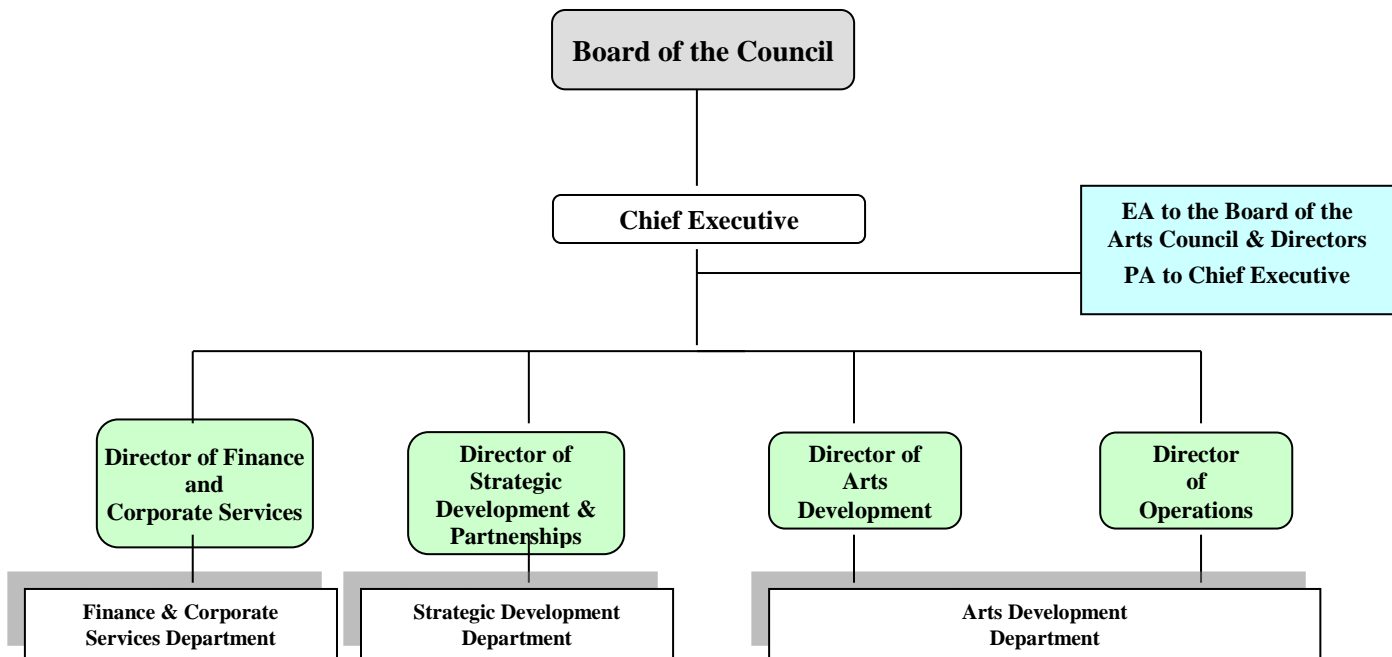 Board of the Council
Chief Executive
EA to the Board of the
Arts Council & Directors
PA to Chief Executive
Director of Finance
and
Corporate Services
Director of
Strategic
Development &
Partnerships
Director of
Arts
Development
Director
of
Operations
Finance & Corporate
Services Department
Strategic Development
Department
Arts Development
Department